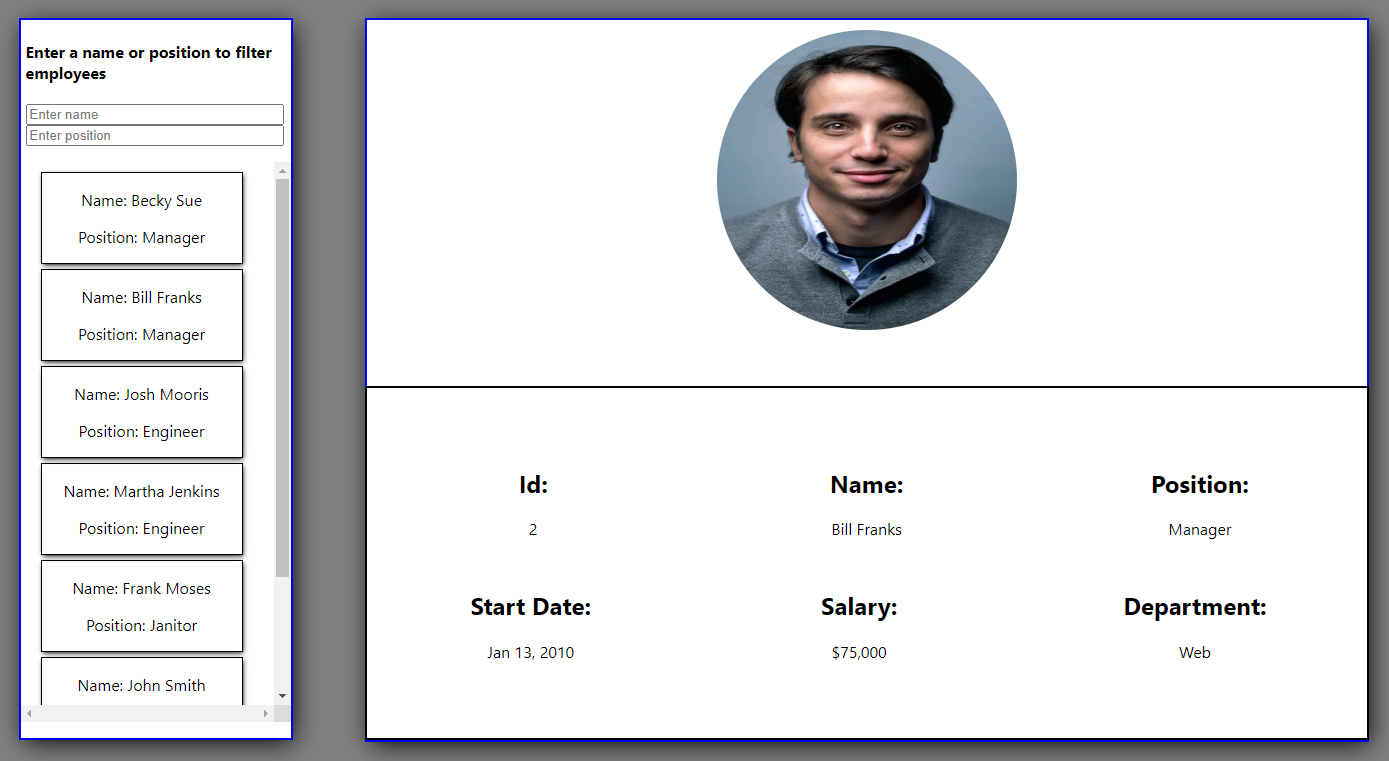 Enter a name or position to filter
employees
Enter name
Enter position
Name: Becky Sue
Position: Manager
Name: Bill Franks
Position: Manager
Name: Josh Mooris
Position: Engineer
Name: Martha Jenkins
Position: Engineer
Name: Frank Moses
Position: Janitor
Name: John Smith
Id:
2
Name:
Bill Franks
Position:
Manager
Start Date:
Jan 13, 2010
Salary:
$75,000
Department:
Web